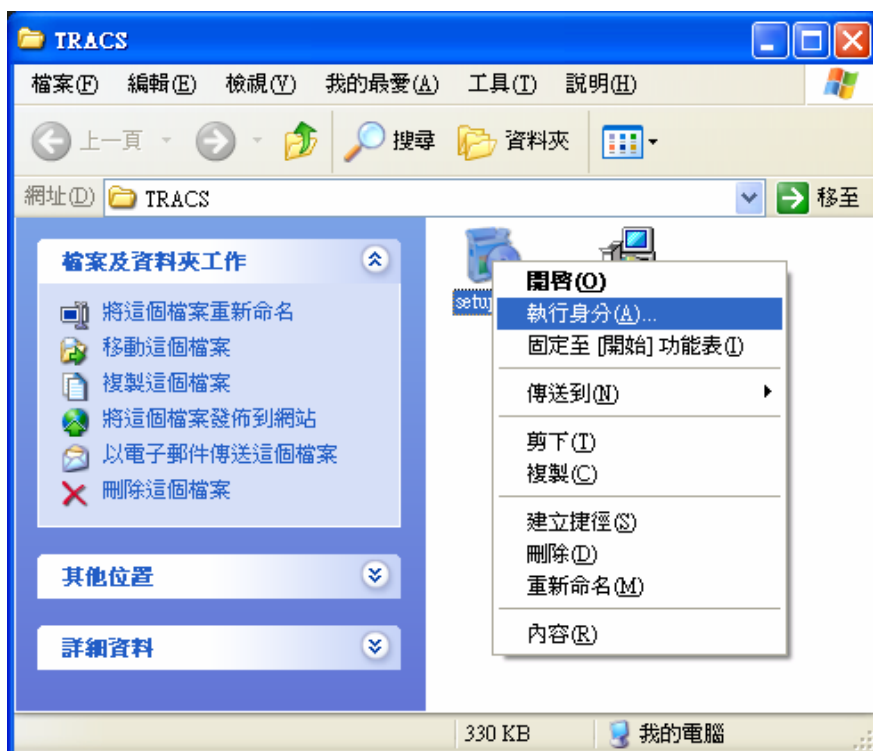 TRACS
檔案(F) 編輯(E) 檢視(V) 我的最愛(A) 工具(T) 說明(H)
上一頁 搜尋 資料夾
網址(D) TRACS 移至
檔案及資料夾工作
將這個檔案重新命名
移動這個檔案
複製這個檔案
將這個檔案發佈到網站
以電子郵件傳送這個檔案
刪除這個檔案
其他位置
詳細資料
setup
開啓(O)
執行身分(A)...
固定至 [開始] 功能表(I)
傳送到(N)
剪下(T)
複製(C)
建立捷徑(S)
刪除(D)
重新命名(M)
內容(R)
330 KB 我的電腦